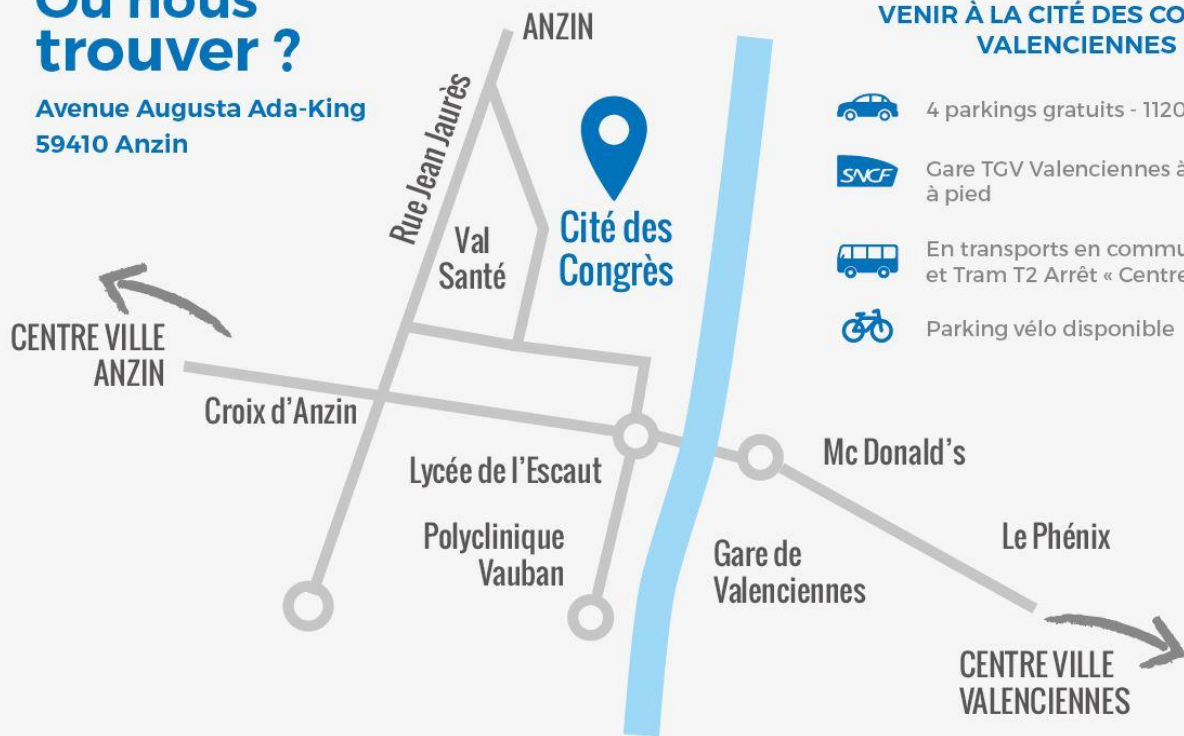 Où nous
trouver ?
Avenue Augusta Ada-King
59410 Anzin
VENIR À LA CITÉ DES CO
VALENCIENNES
4 parkings gratuits - 1120
SNCF
Gare TGV Valenciennes à
à pied
En transports en commu
et Tram T2 Arrêt « Centre
Parking vélo disponible
ANZIN
Rue Jean Jaurès
Val
Santé
Cité des
Congrès
CENTRE VILLE
ANZIN
Croix d'Anzin
Lycée de l'Escaut
Mc Donald's
Polyclinique
Vauban
Gare de
Valenciennes
Le Phénix
CENTRE VILLE
VALENCIENNES